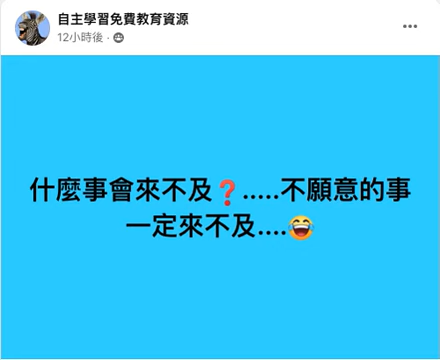 自主學習免費教育資源
12小時後 ·
什麼事會來不及❓.....不願意的事
一定來不及....😂